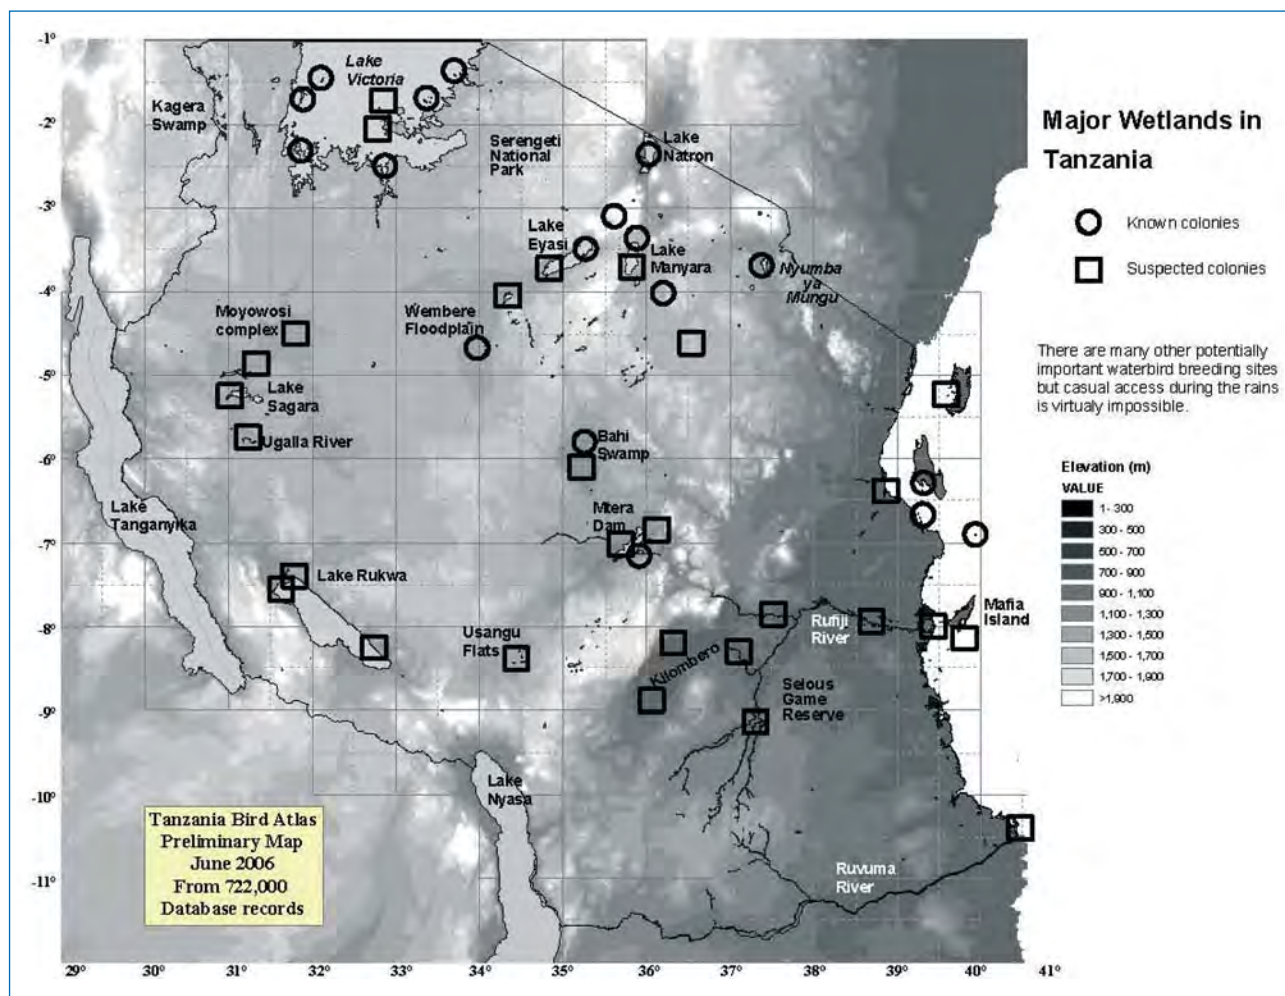 -1°
-2°
-3°
-4°
-5°
-6°
-7°
-8°
-9°
-10°
-11°
Lake
Victoria
Kagera
Swamp
Serengeti
National
Park
Lake
Natron
Lake
Eyasi
Lake
Manyara
Nyumba
ya
Mungu
Moyowosi
complex
Wembere
Floodplain
Lake
Sagara
Ugalla River
Bahi
Swamp
Lake
Tanganyika
Mtera
Dam
Lake Rukwa
Usangu
Flats
Kilombero
Rufiji
River
Mafia
Island
Selous
Game
Reserve
Lake
Nyasa
Ruvuma
River
Tanzania Bird Atlas
Preliminary Map
June 2006
From 722,000
Database records
29°
30°
31°
32°
33°
34°
35°
36°
37°
38°
39°
40°
41°
Major Wetlands in
Tanzania
Known colonies
Suspected colonies
There are many other potentially
important waterbird breeding sites
but casual access during the rains
is virtualy impossible.
Elevation (m)
VALUE
1 - 300
300 - 500
500 - 700
700 - 900
900 - 1,100
1,100 - 1,300
1,300 - 1,500
1,500 - 1,700
1,700 - 1,900
>1,900